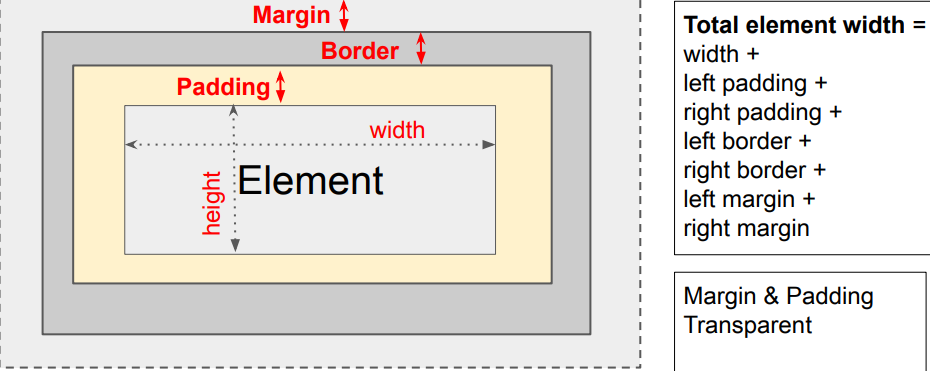 Margin
Border
Padding
width
height
Element
Total element width =
width +
left padding +
right padding +
left border +
right border +
left margin +
right margin
Margin & Padding
Transparent